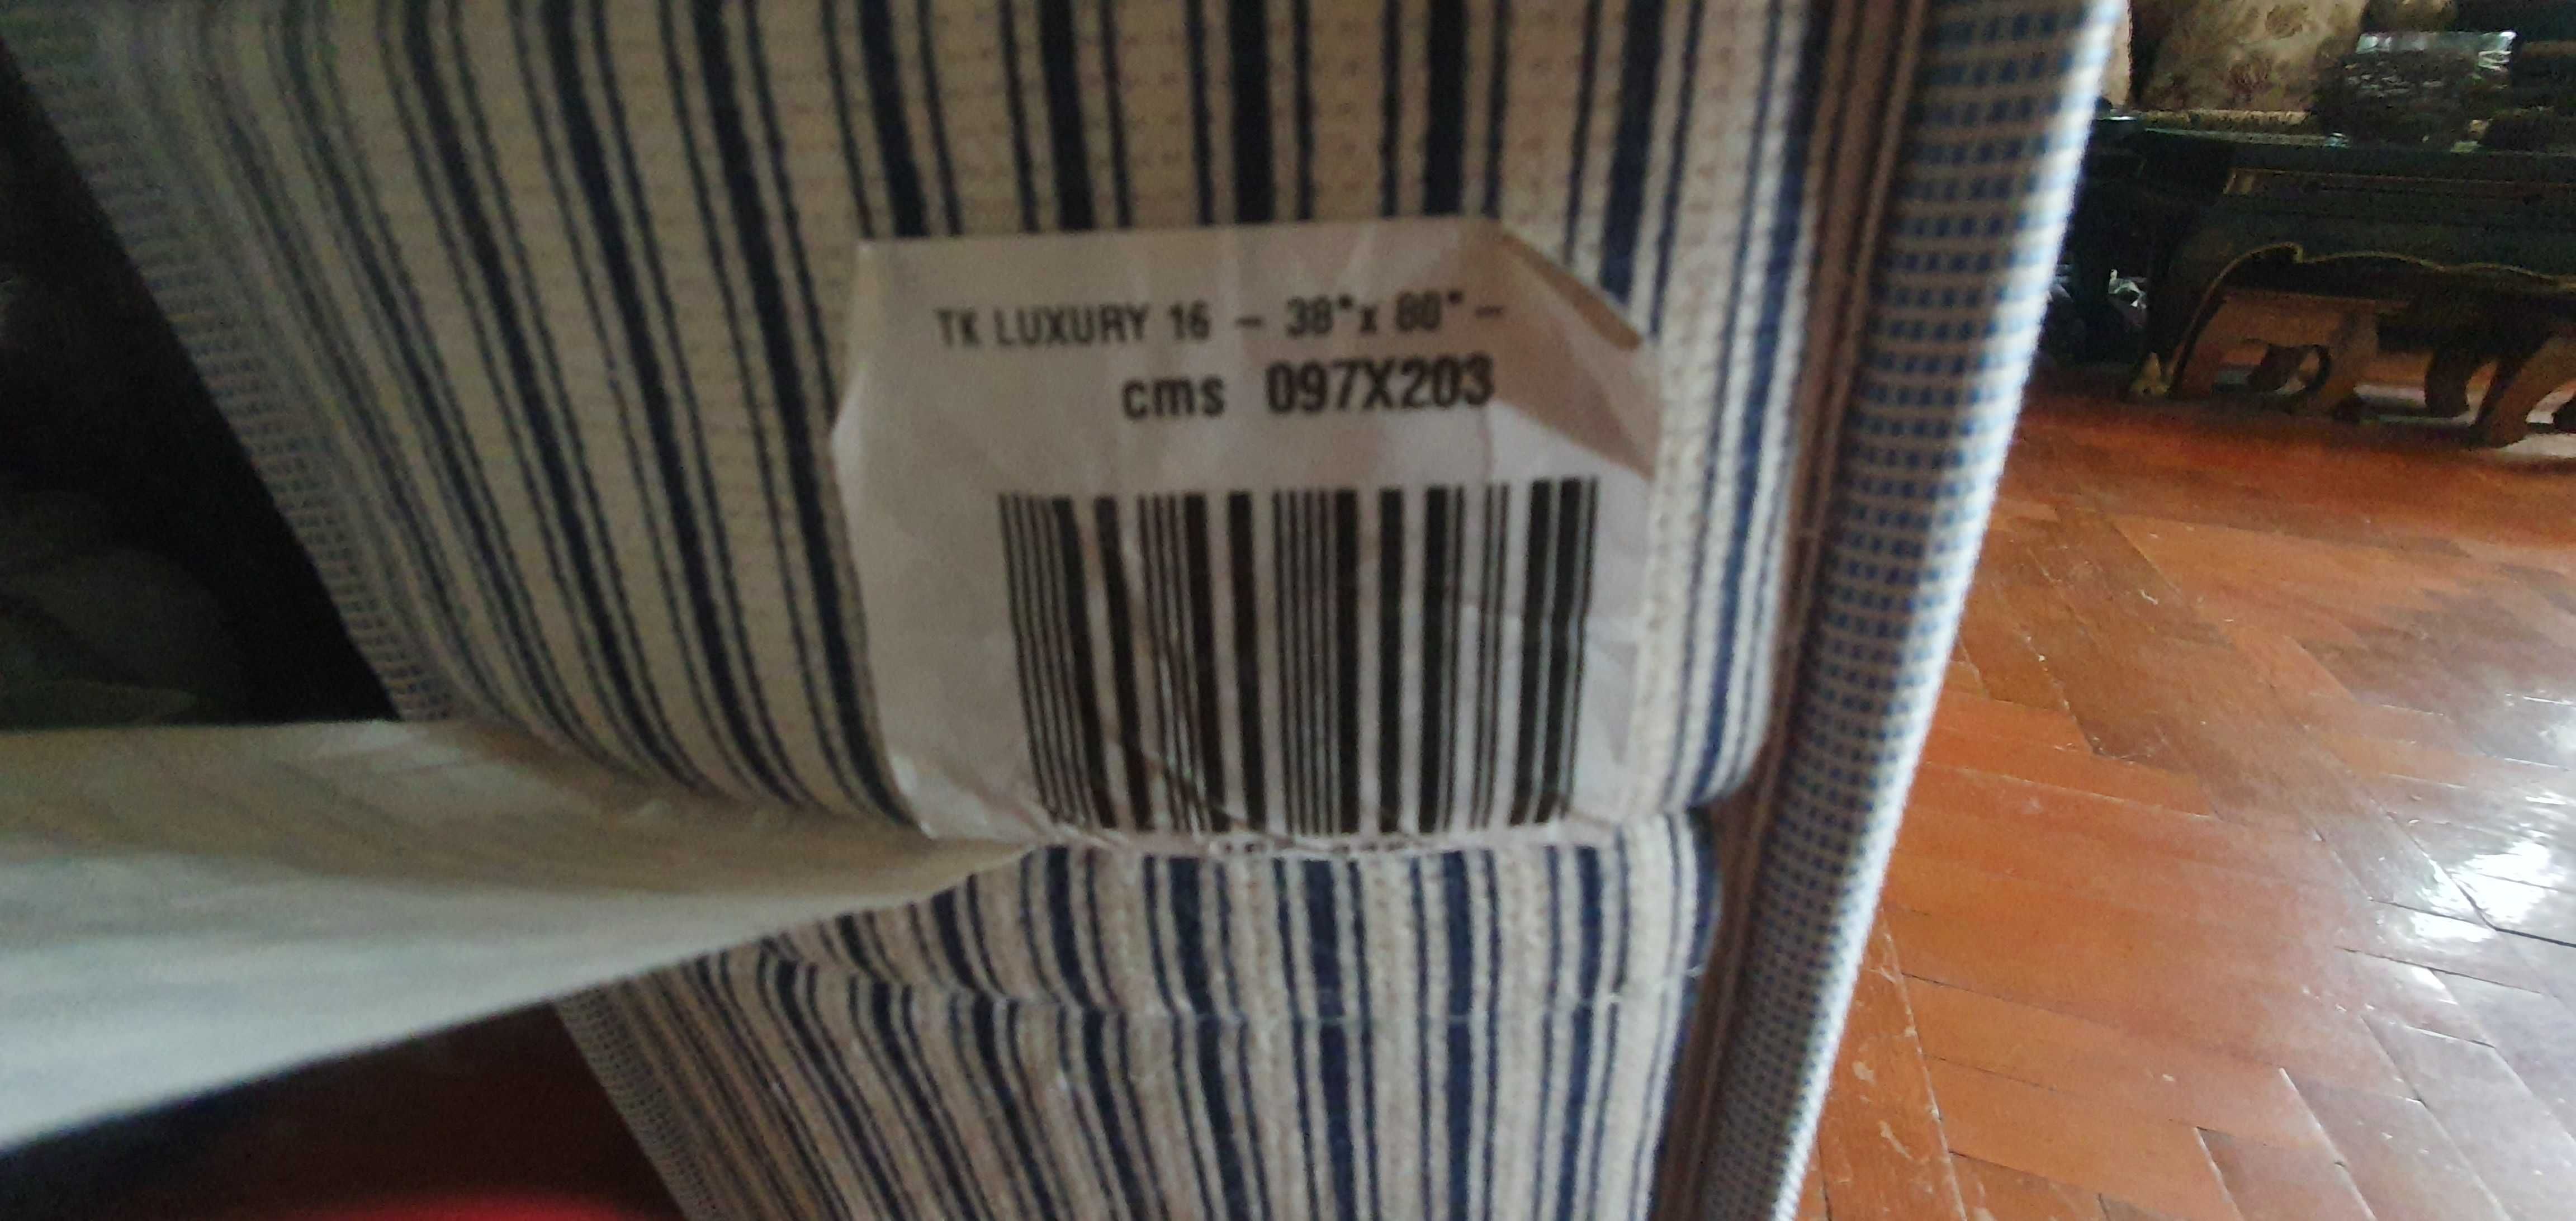 TK LUXURY 16 - 38"x 80" -
cms 097X203